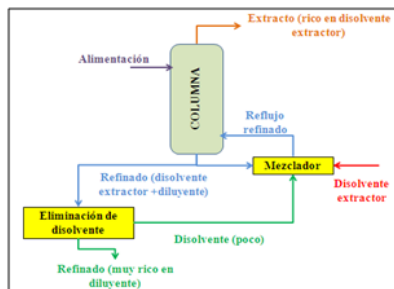 Extracto (rico en disolvente
extractor)
Alimentación
COLUMNA
Reflujo
refinado
Refinado (disolvente
extractor +diluyente)
Mezclador
Disolvente
extractor
Eliminación de
disolvente
Disolvente (poco)
Refinado (muy rico en
diluyente)